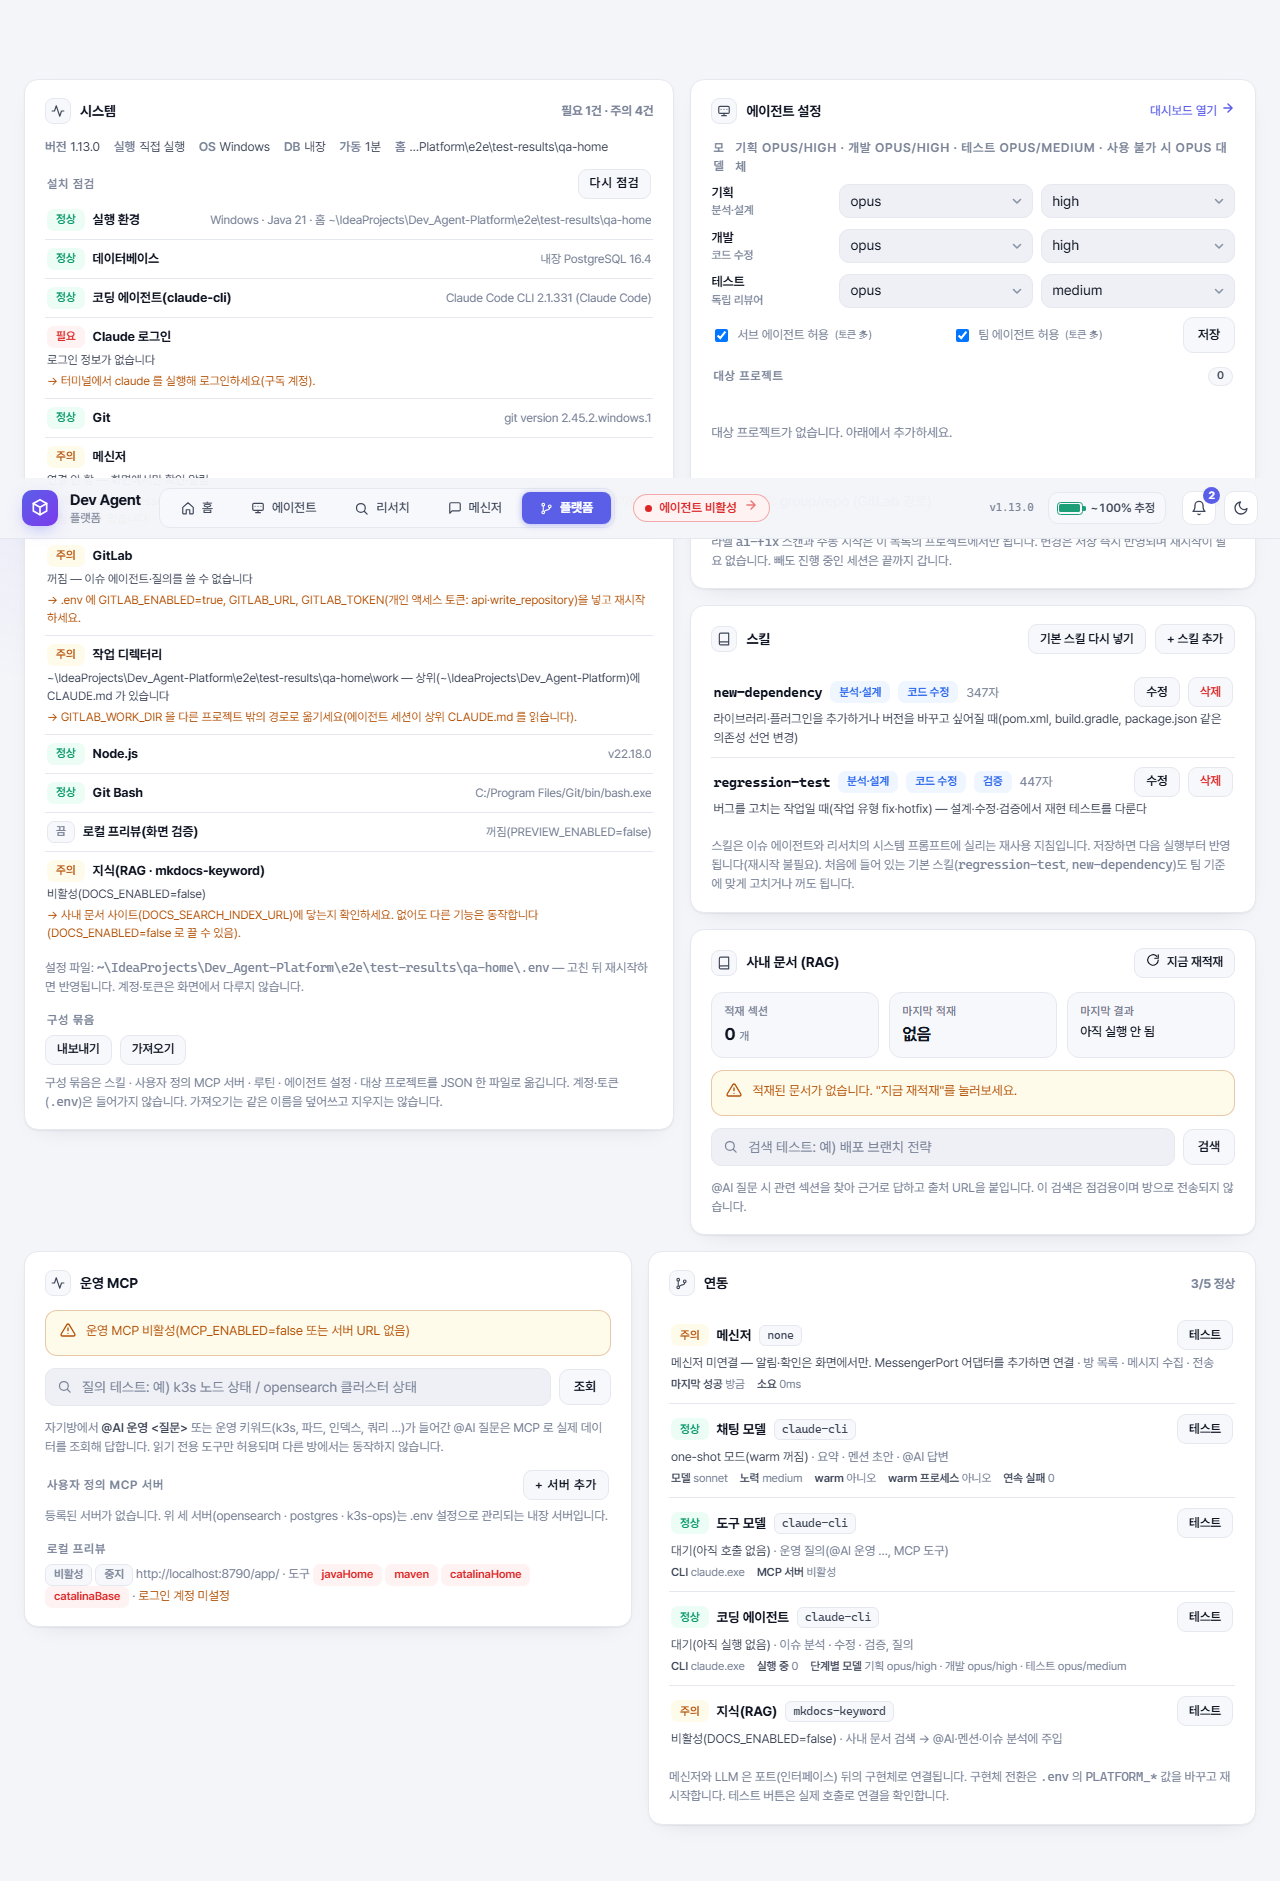 시스템
필요 1건 · 주의 4건
버전 1.13.0 실행 직접 실행 OS Windows DB 내장 가동 1분 홈 ...Platform\e2e\test-results\qa-home
설치 점검
다시 점검
정상 실행 환경
Windows · Java 21 · 홈 ~\IdeaProjects\Dev_Agent-Platform\e2e\test-results\qa-home
정상 데이터베이스
내장 PostgreSQL 16.4
정상 코딩 에이전트(claude-cli)
Claude Code CLI 2.1.331 (Claude Code)
필요 Claude 로그인
로그인 정보가 없습니다
→ 터미널에서 claude 를 실행해 로그인하세요(구독 계정).
정상 Git
git version 2.45.2.windows.1
주의 메신저
에이전트 설정
대시보드 열기 →
모델
기획 OPUS/HIGH · 개발 OPUS/HIGH · 테스트 OPUS/MEDIUM · 사용 불가 시 OPUS 대체
기획
분석·설계
opus
high
개발
코드 수정
opus
high
테스트
독립 리뷰어
opus
medium
서브 에이전트 허용 (토큰 多)
팀 에이전트 허용 (토큰 多)
저장
대상 프로젝트
0
대상 프로젝트가 없습니다. 아래에서 추가하세요.
Dev Agent
플랫폼
홈
에이전트
리서치
메신저
플랫폼
에이전트 비활성 →
v1.13.0
~100% 추정
2
주의 GitLab
꺼짐 — 이슈 에이전트·질의를 쓸 수 없습니다
→ .env 에 GITLAB_ENABLED=true, GITLAB_URL, GITLAB_TOKEN(개인 액세스 토큰: api·write_repository)을 넣고 재시작
하세요.
주의 작업 디렉터리
~\IdeaProjects\Dev_Agent-Platform\e2e\test-results\qa-home\work — 상위(~\IdeaProjects\Dev_Agent-Platform)에
CLAUDE.md 가 있습니다
→ GITLAB_WORK_DIR 을 다른 프로젝트 밖의 경로로 옮기세요(에이전트 세션이 상위 CLAUDE.md 를 읽습니다).
정상 Node.js
v22.18.0
정상 Git Bash
C:/Program Files/Git/bin/bash.exe
끔 로컬 프리뷰(화면 검증)
꺼짐(PREVIEW_ENABLED=false)
주의 지식(RAG · mkdocs-keyword)
비활성(DOCS_ENABLED=false)
→ 사내 문서 사이트(DOCS_SEARCH_INDEX_URL)에 닿는지 확인하세요. 없어도 다른 기능은 동작합니다
(DOCS_ENABLED=false 로 끌 수 있음).
설정 파일: ~\IdeaProjects\Dev_Agent-Platform\e2e\test-results\qa-home\.env — 고친 뒤 재시작하
면 반영됩니다. 계정·토큰은 화면에서 다루지 않습니다.
구성 묶음
내보내기
가져오기
구성 묶음은 스킬 · 사용자 정의 MCP 서버 · 루틴 · 에이전트 설정 · 대상 프로젝트를 JSON 한 파일로 옮깁니다. 계정·토큰
(.env)은 들어가지 않습니다. 가져오기는 같은 이름을 덮어쓰고 지우지는 않습니다.
라벨 ai-fix 스캔과 수동 시작은 이 목록의 프로젝트에서만 됩니다. 변경은 저장 즉시 반영되며 재시작이 필
요 없습니다. 빼도 진행 중인 세션은 끝까지 갑니다.
스킬
기본 스킬 다시 넣기
+ 스킬 추가
new-dependency 분석·설계 코드 수정 347자
수정
삭제
라이브러리·플러그인을 추가하거나 버전을 바꾸고 싶어질 때(pom.xml, build.gradle, package.json 같은
의존성 선언 변경)
regression-test 분석·설계 코드 수정 검증 447자
수정
삭제
버그를 고치는 작업일 때(작업 유형 fix·hotfix) — 설계·수정·검증에서 재현 테스트를 다룬다
스킬은 이슈 에이전트와 리서치의 시스템 프롬프트에 실리는 재사용 지침입니다. 저장하면 다음 실행부터 반영
됩니다(재시작 불필요). 처음에 들어 있는 기본 스킬(regression-test, new-dependency)도 팀 기준
에 맞게 고치거나 꺼도 됩니다.
사내 문서 (RAG)
지금 재적재
적재 섹션
0 개
마지막 적재
없음
마지막 결과
아직 실행 안 됨
적재된 문서가 없습니다. "지금 재적재"를 눌러보세요.
검색 테스트: 예) 배포 브랜치 전략
검색
@AI 질문 시 관련 섹션을 찾아 근거로 답하고 출처 URL을 붙입니다. 이 검색은 점검용이며 방으로 전송되지 않
습니다.
운영 MCP
운영 MCP 비활성(MCP_ENABLED=false 또는 서버 URL 없음)
질의 테스트: 예) k3s 노드 상태 / opensearch 클러스터 상태
조회
자기방에서 @AI 운영 <질문> 또는 운영 키워드(k3s, 파드, 인덱스, 쿼리 ...)가 들어간 @AI 질문은 MCP 로 실제 데이
터를 조회해 답합니다. 읽기 전용 도구만 허용되며 다른 방에서는 동작하지 않습니다.
사용자 정의 MCP 서버
+ 서버 추가
등록된 서버가 없습니다. 위 세 서버(opensearch · postgres · k3s-ops)는 .env 설정으로 관리되는 내장 서버입니다.
로컬 프리뷰
비활성 중지 http://localhost:8790/app/ · 도구 javaHome maven catalinaHome
catalinaBase · 로그인 계정 미설정
연동
3/5 정상
주의 메신저 none
테스트
메신저 미연결 — 알림·확인은 화면에서만. MessengerPort 어댑터를 추가하면 연결 · 방 목록 · 메시지 수집 · 전송
마지막 성공 방금 소요 0ms
정상 채팅 모델 claude-cli
테스트
one-shot 모드(warm 꺼짐) · 요약 · 멘션 초안 · @AI 답변
모델 sonnet 노력 medium warm 아니오 warm 프로세스 아니오 연속 실패 0
정상 도구 모델 claude-cli
테스트
대기(아직 호출 없음) · 운영 질의(@AI 운영 ..., MCP 도구)
CLI claude.exe MCP 서버 비활성
정상 코딩 에이전트 claude-cli
테스트
대기(아직 실행 없음) · 이슈 분석 · 수정 · 검증, 질의
CLI claude.exe 실행 중 0 단계별 모델 기획 opus/high · 개발 opus/high · 테스트 opus/medium
주의 지식(RAG) mkdocs-keyword
테스트
비활성(DOCS_ENABLED=false) · 사내 문서 검색 → @AI·멘션·이슈 분석에 주입
메신저와 LLM 은 포트(인터페이스) 뒤의 구현체로 연결됩니다. 구현체 전환은 .env 의 PLATFORM_* 값을 바꾸고 재
시작합니다. 테스트 버튼은 실제 호출로 연결을 확인합니다.